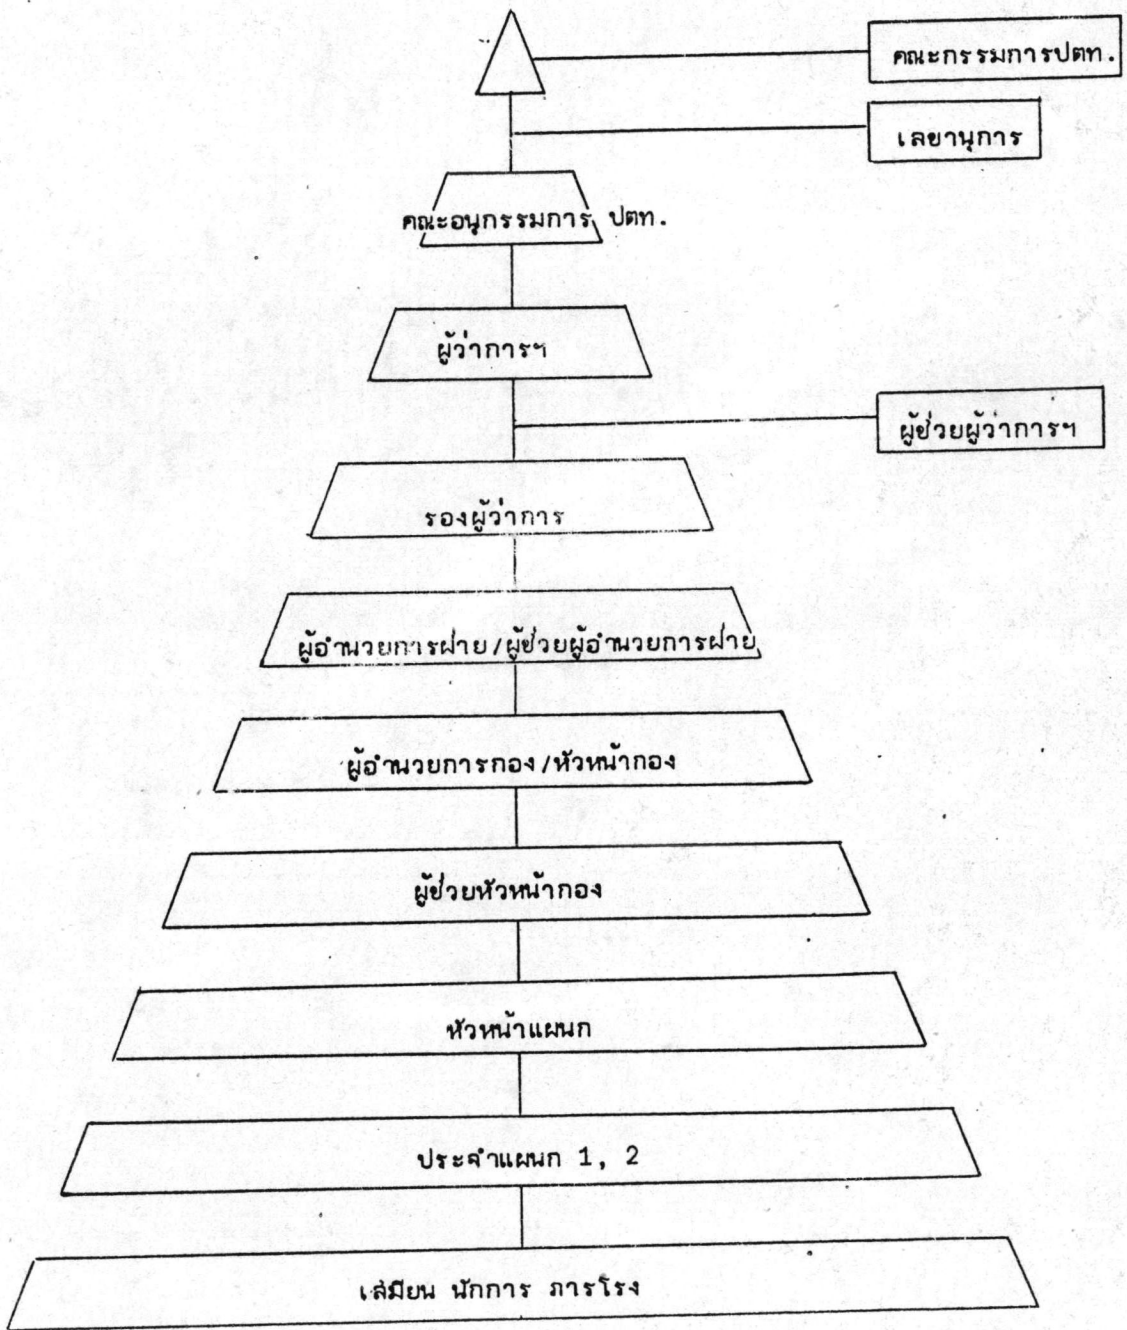 คณะกรรมการปตท.
เลขานุการ
คณะอนุกรรมการ ปตท.
ผู้ว่าการฯ
ผู้ช่วยผู้ว่าการฯ
รองผู้ว่าการ
ผู้อำนวยการฝ่าย/ผู้ช่วยผู้อำนวยการฝ่าย
ผู้อำนวยการกอง/หัวหน้ากอง
ผู้ช่วยหัวหน้ากอง
หัวหน้าแผนก
ประจำแผนก 1, 2
เสมียน นักการ ภารโรง